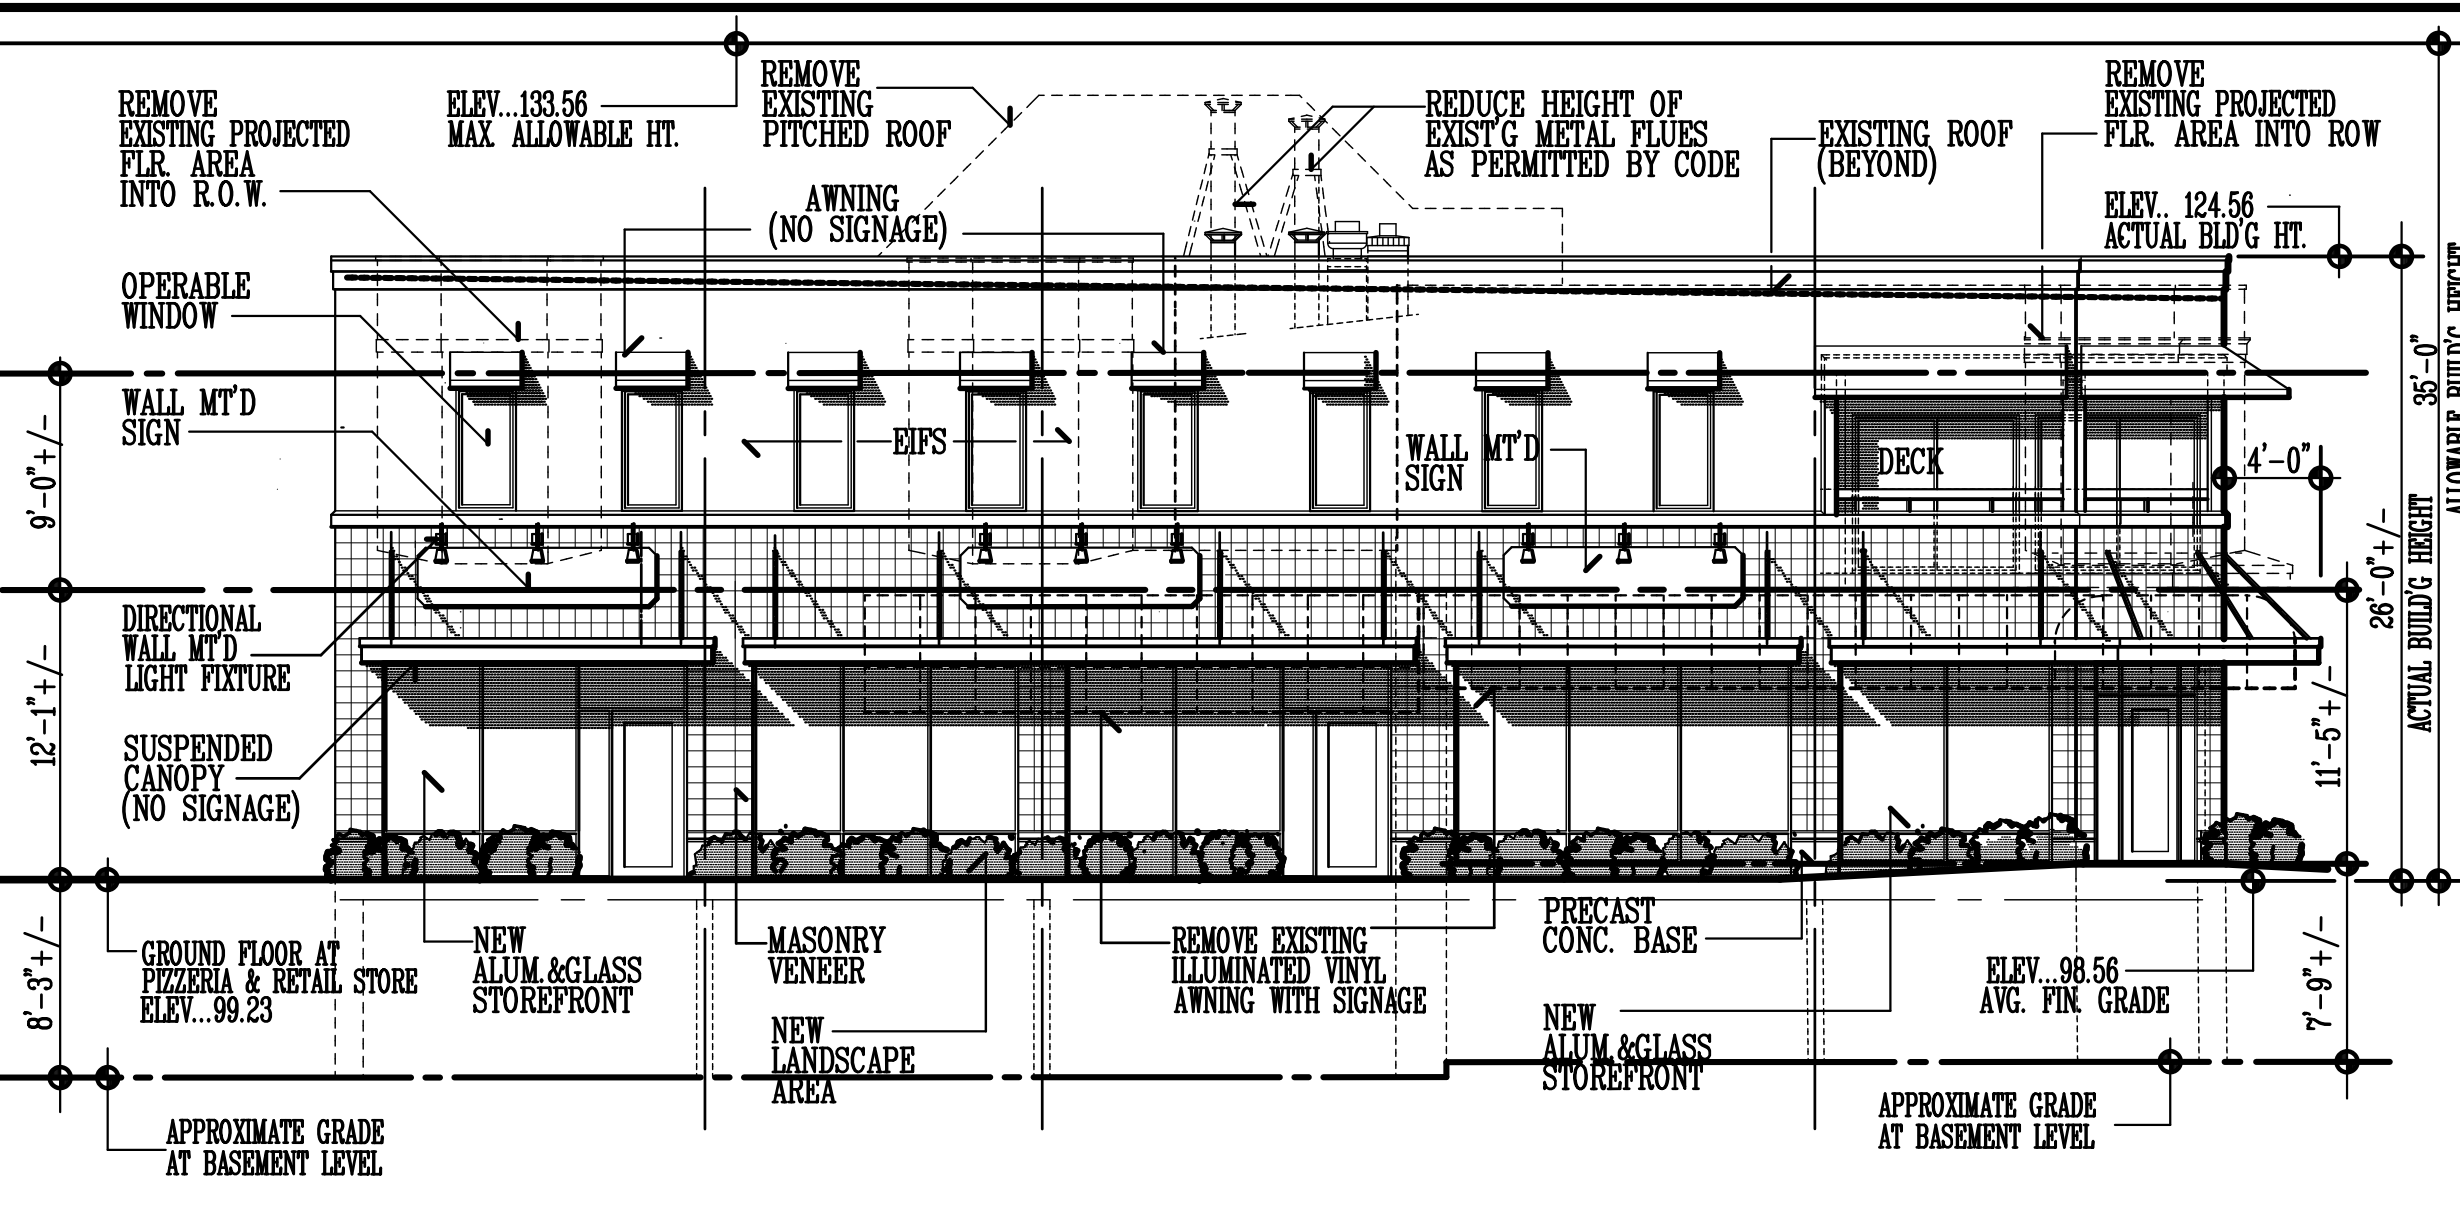 REMOVE
EXISTING PROJECTED
FLR. AREA
INTO R.O.W.
ELEV...133.56
MAX. ALLOWABLE HT.
REMOVE
EXISTING
PITCHED ROOF
AWNING
(NO SIGNAGE)
REDUCE HEIGHT OF
EXIST'G METAL FLUES
AS PERMITTED BY CODE
EXISTING ROOF
(BEYOND)
REMOVE
EXISTING PROJECTED
FLR. AREA INTO ROW
ELEV.. 124.56
ACTUAL BLD'G HT.
OPERABLE
WINDOW
WALL MT'D
SIGN
EIFS
WALL MT'D
SIGN
DECK
4'-0"
9'-0"+/-
12'-1"+/-
8'-3"+/-
DIRECTIONAL
WALL MT'D
LIGHT FIXTURE
SUSPENDED
CANOPY
(NO SIGNAGE)
35'-0"
ALLOWABLE BUILD'G HEIGHT
26'-0"+/-
ACTUAL BUILD'G HEIGHT
11'-5"+/-
7'-9"+/-
GROUND FLOOR AT
PIZZERIA & RETAIL STORE
ELEV...99.23
NEW
ALUM.&GLASS
STOREFRONT
MASONRY
VENEER
NEW
LANDSCAPE
AREA
REMOVE EXISTING
ILLUMINATED VINYL
AWNING WITH SIGNAGE
PRECAST
CONC. BASE
NEW
ALUM.&GLASS
STOREFRONT
ELEV...98.56
AVG. FIN. GRADE
APPROXIMATE GRADE
AT BASEMENT LEVEL
APPROXIMATE GRADE
AT BASEMENT LEVEL